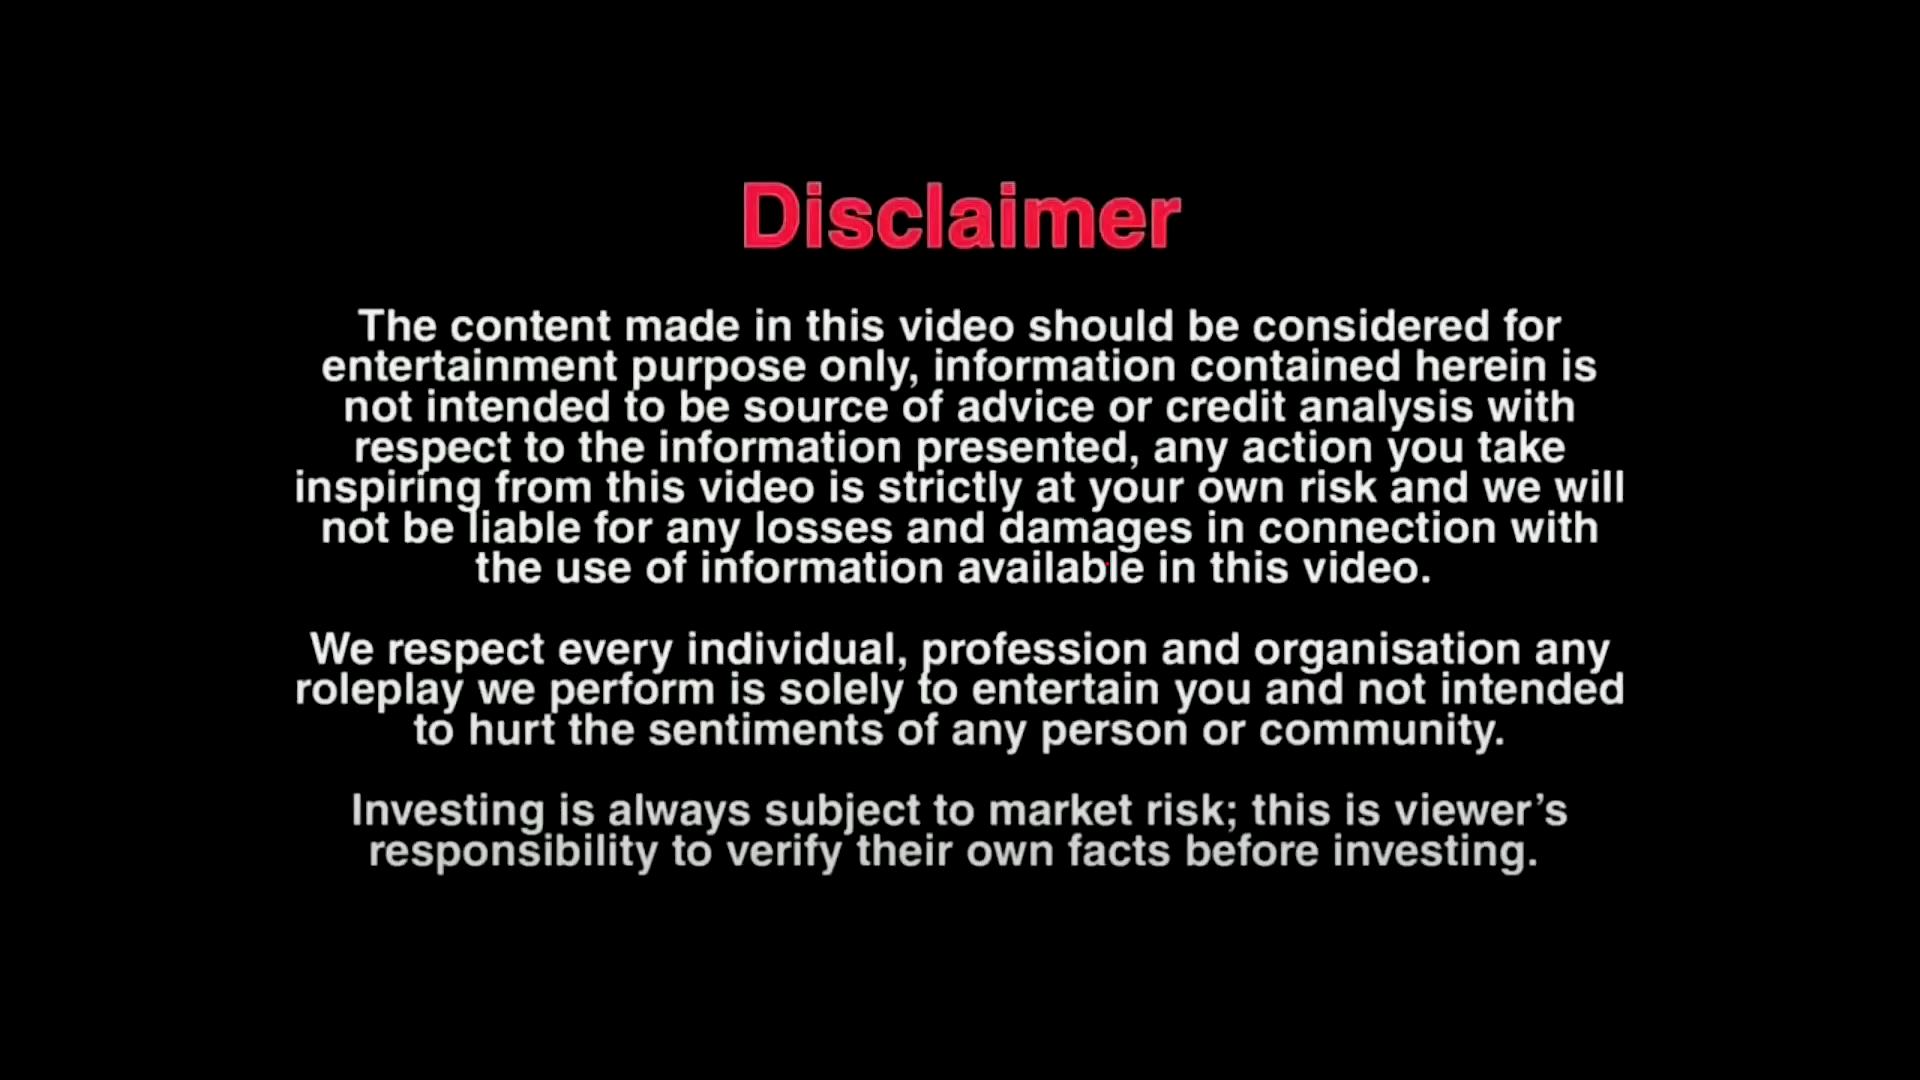 Disclaimer
The content made in this video should be considered for
entertainment purpose only, information contained herein is
not intended to be source of advice or credit analysis with
respect to the information presented, any action you take
inspiring from this video is strictly at your own risk and we will
not be liable for any losses and damages in connection with
the use of information available in this video.
We respect every individual, profession and organisation any
roleplay we perform is solely to entertain you and not intended
to hurt the sentiments of any person or community.
Investing is always subject to market risk; this is viewer’s
responsibility to verify their own facts before investing.